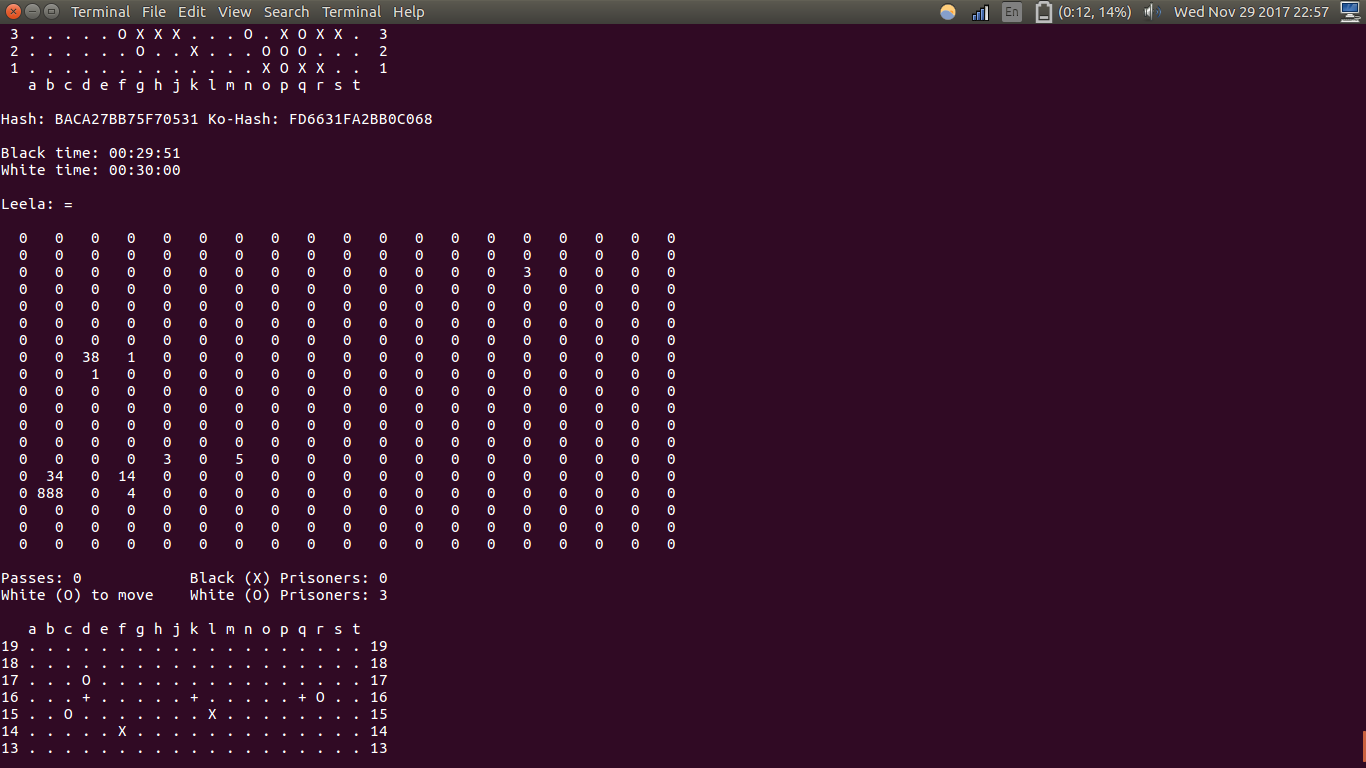 Terminal File Edit View Search Terminal Help En (0:12, 14%) Wed Nov 29 2017 22:57
3 . . . . . O X X X . . . O . X O X X . 3
2 . . . . . . O . . X . . . O O O . . . 2
1 . . . . . . . . . . . . . X O X X . . 1
a b c d e f g h j k l m n o p q r s t
Hash: BACA27BB75F70531 Ko-Hash: FD6631FA2BB0C068
Black time: 00:29:51
White time: 00:30:00
Leela: =
0 0 0 0 0 0 0 0 0 0 0 0 0 0 0 0 0 0 0
0 0 0 0 0 0 0 0 0 0 0 0 0 0 0 0 0 0 0
0 0 0 0 0 0 0 0 0 0 0 0 0 0 3 0 0 0 0
0 0 0 0 0 0 0 0 0 0 0 0 0 0 0 0 0 0 0
0 0 0 0 0 0 0 0 0 0 0 0 0 0 0 0 0 0 0
0 0 0 0 0 0 0 0 0 0 0 0 0 0 0 0 0 0 0
0 0 0 0 0 0 0 0 0 0 0 0 0 0 0 0 0 0 0
0 0 38 1 0 0 0 0 0 0 0 0 0 0 0 0 0 0 0
0 0 1 0 0 0 0 0 0 0 0 0 0 0 0 0 0 0 0
0 0 0 0 0 0 0 0 0 0 0 0 0 0 0 0 0 0 0
0 0 0 0 0 0 0 0 0 0 0 0 0 0 0 0 0 0 0
0 0 0 0 0 0 0 0 0 0 0 0 0 0 0 0 0 0 0
0 0 0 0 0 0 0 0 0 0 0 0 0 0 0 0 0 0 0
0 0 0 0 3 0 5 0 0 0 0 0 0 0 0 0 0 0 0
0 34 0 14 0 0 0 0 0 0 0 0 0 0 0 0 0 0 0
0 888 0 4 0 0 0 0 0 0 0 0 0 0 0 0 0 0 0
0 0 0 0 0 0 0 0 0 0 0 0 0 0 0 0 0 0 0
0 0 0 0 0 0 0 0 0 0 0 0 0 0 0 0 0 0 0
0 0 0 0 0 0 0 0 0 0 0 0 0 0 0 0 0 0 0
Passes: 0 Black (X) Prisoners: 0
White (O) to move White (O) Prisoners: 3
a b c d e f g h j k l m n o p q r s t
19 . . . . . . . . . . . . . . . . . . . 19
18 . . . . . . . . . . . . . . . . . . . 18
17 . . . O . . . . . . . . . . . . . . . 17
16 . . . + . . . . . + . . . . . + O . . 16
15 . . O . . . . . . . X . . . . . . . . 15
14 . . . . . X . . . . . . . . . . . . . 14
13 . . . . . . . . . . . . . . . . . . . 13